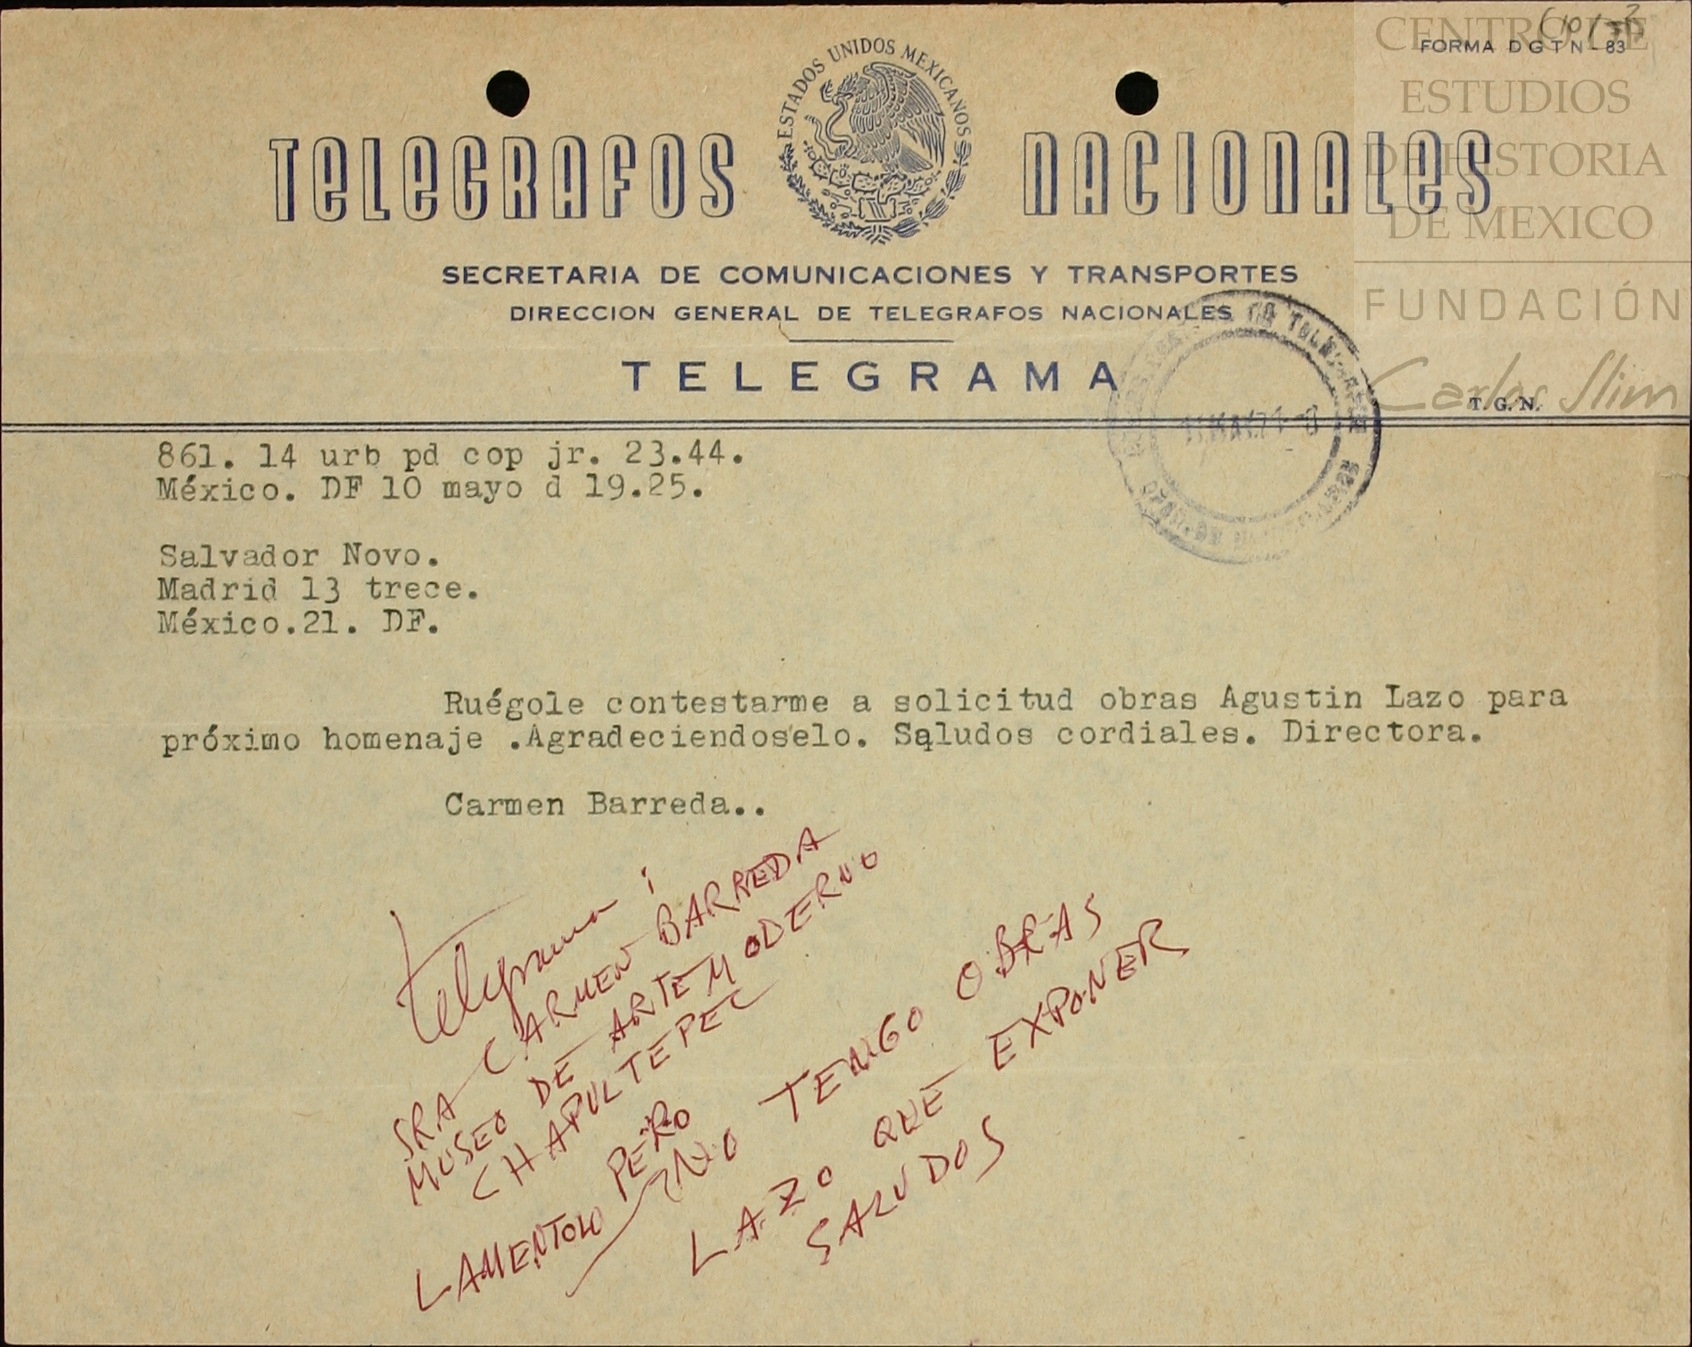 FORMA D G T N - 83
ESTADOS UNIDOS MEXICANOS
TELEGRAFOS NACIONALES
CENTRO DE
ESTUDIOS
DE HISTORIA
DE MEXICO
FUNDACIÓN
Carlos Slim
SECRETARIA DE COMUNICACIONES Y TRANSPORTES
DIRECCION GENERAL DE TELEGRAFOS NACIONALES
TELEGRAMA
T.G.N.
861. 14 urb pd cop jr. 23.44.
México. DF 10 mayo d 19.25.
Salvador Novo.
Madrid 13 trece.
México.21. DF.
Ruégole contestarme a solicitud obras Agustin Lazo para
próximo homenaje .Agradeciendoselo. Saludos cordiales. Directora.
Carmen Barreda..
telegrama :
SRA CARMEN BARREDA
MUSEO DE ARTE MODERNO
CHAPULTEPEC
LAMENTOLO PERO
NO TENGO OBRAS
LAZO QUE EXPONER
SALUDOS